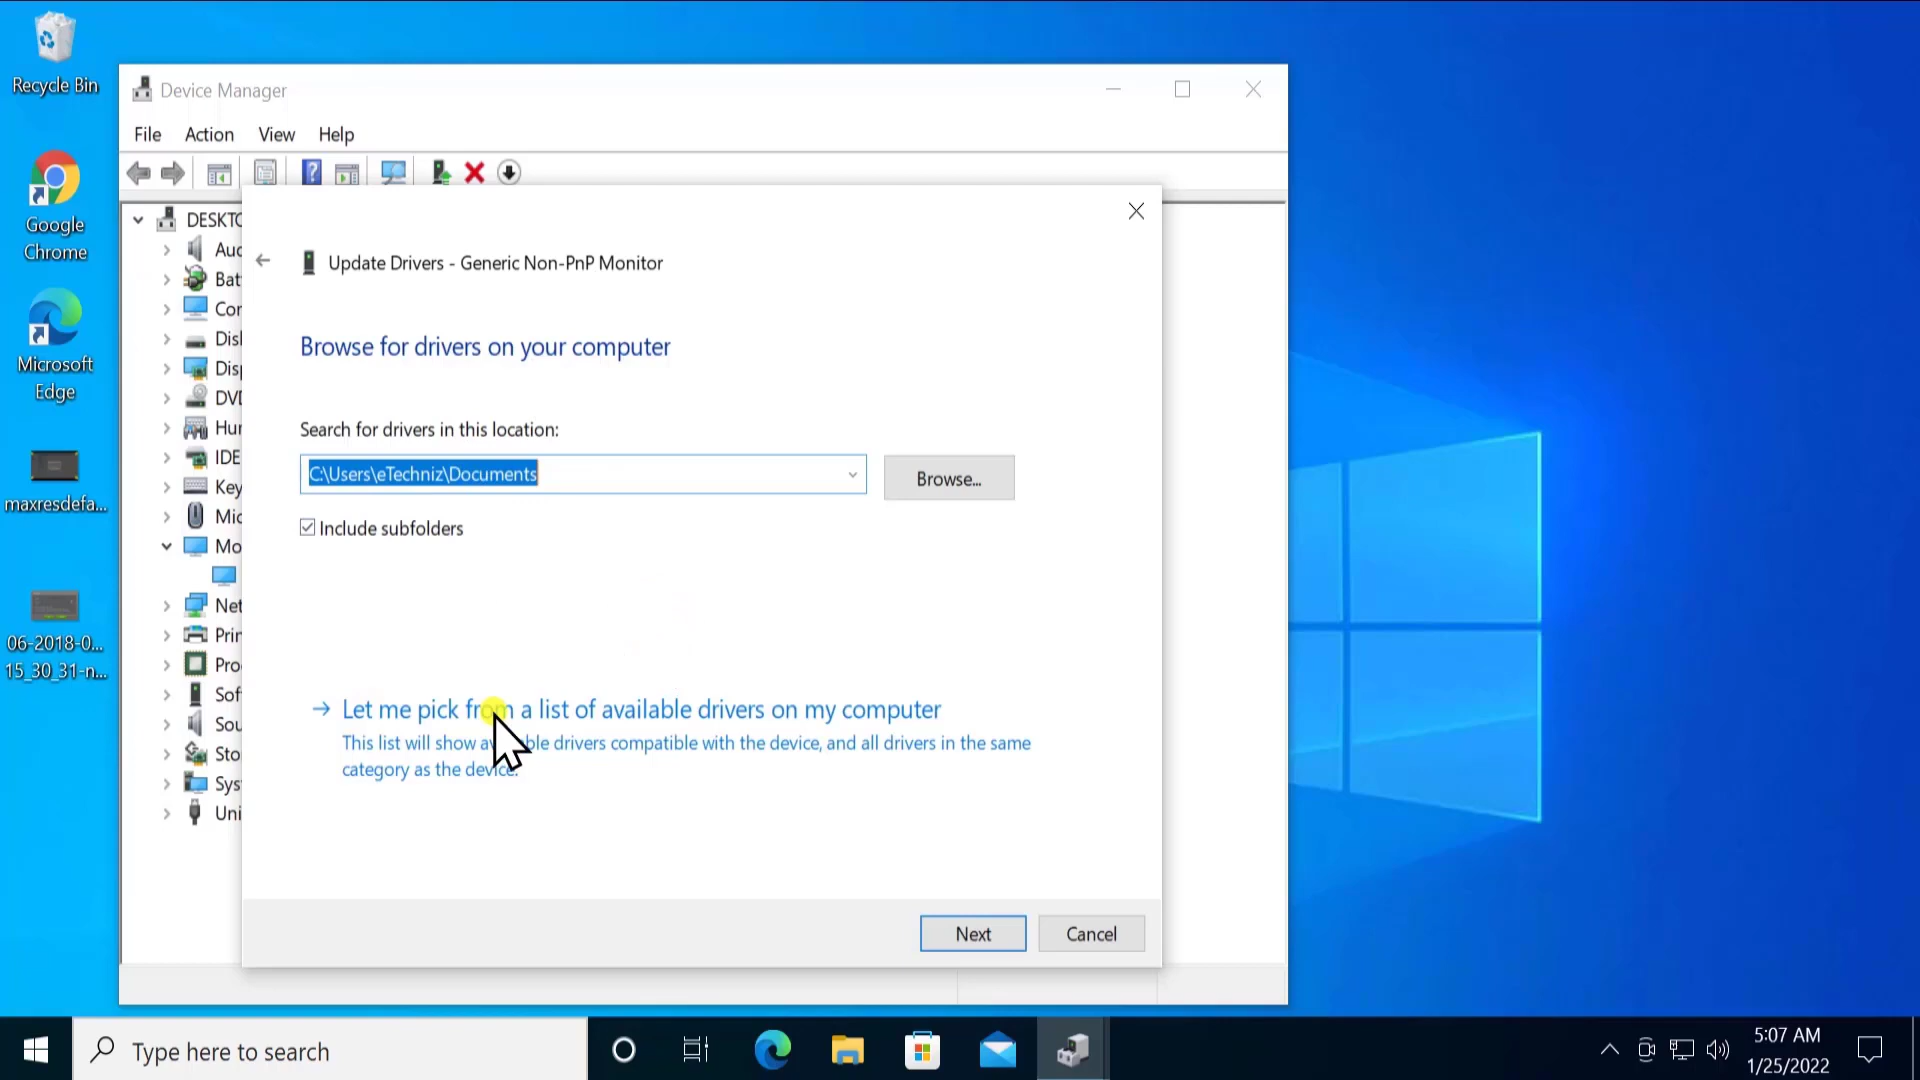 Recycle Bin
Google
Chrome
Microsoft
Edge
maxresdefa...
06-2018-0...
15_30_31-n...
Device Manager
File Action View Help
DESKTO
Auc
Bat
Cor
Disl
Disp
DVD
Hur
IDE
Key
Mic
Mo
Net
Prin
Pro
Sof
Sou
Sto
Sys
Uni
Update Drivers - Generic Non-PnP Monitor
Browse for drivers on your computer
Search for drivers in this location:
C:\Users\eTechniz\Documents
Browse...
Include subfolders
Let me pick from a list of available drivers on my computer
This list will show available drivers compatible with the device, and all drivers in the same
category as the device.
Next
Cancel
Type here to search
5:07 AM
1/25/2022